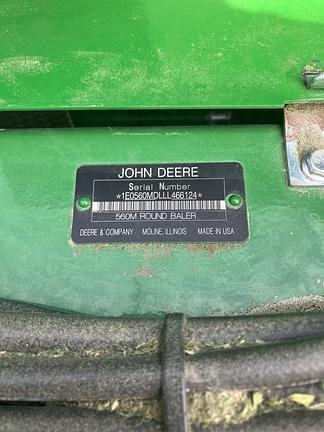 JOHN DEERE
Serial Number
*1E0560MDLLL466124*
560M ROUND BALER
DEERE & COMPANY MOLINE, ILLINOIS MADE IN USA